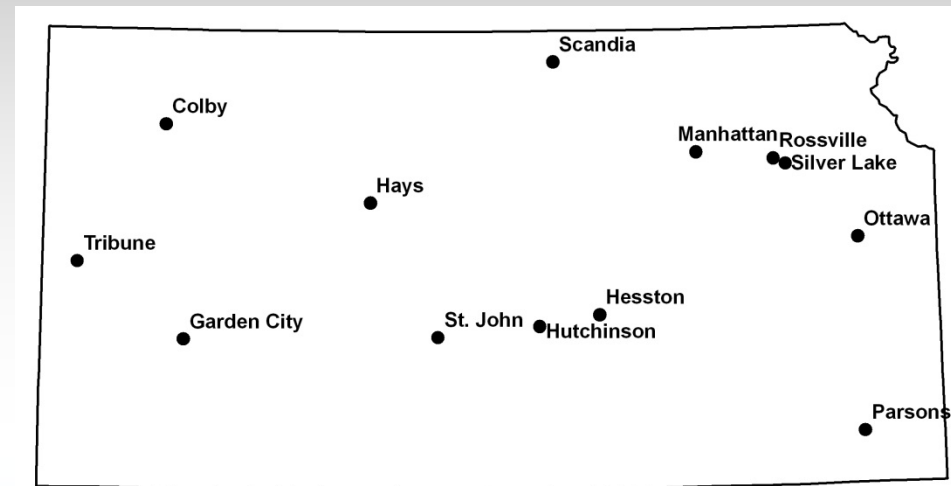 Scandia
Colby
Manhattan
Rossville
Silver Lake
Hays
Ottawa
Tribune
Hesston
Garden City
St. John
Hutchinson
Parsons